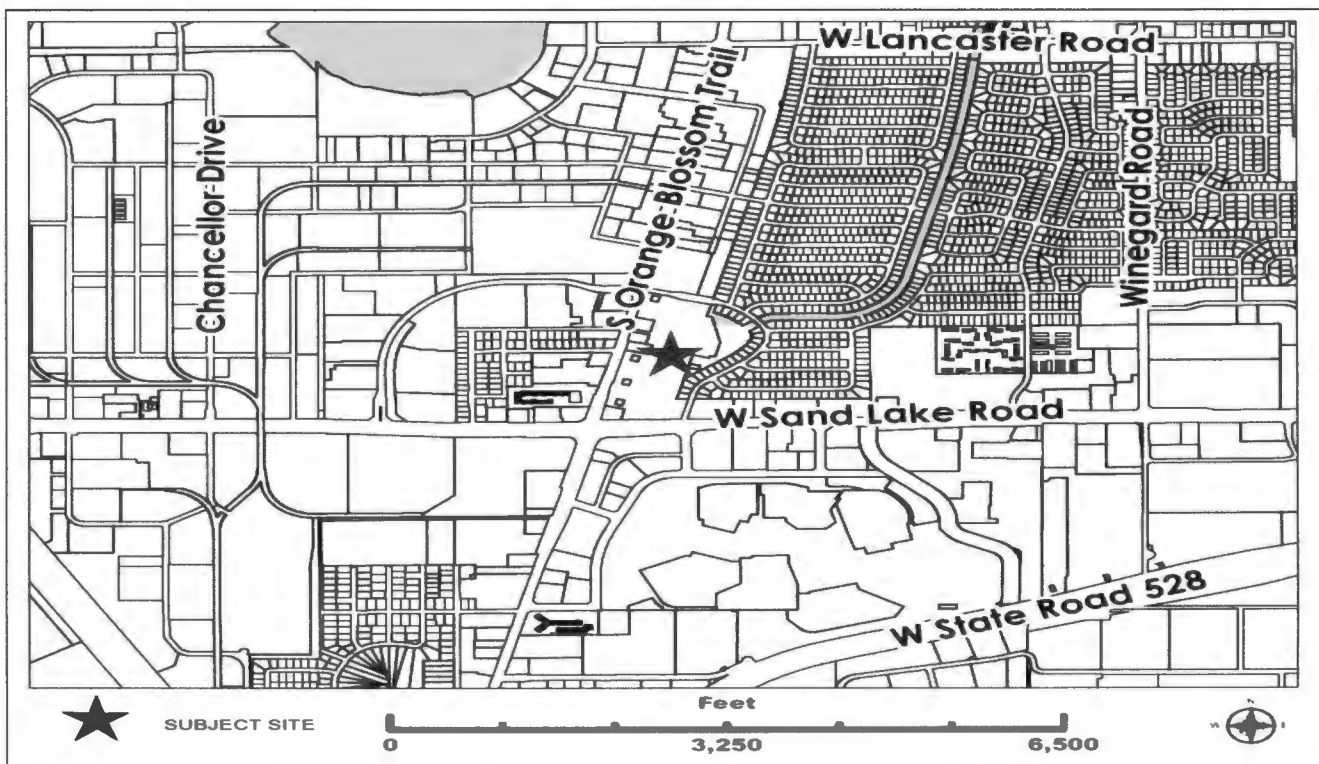 W Lancaster Road
S Orange Blossom Trail
Chancellor Drive
Winegard Road
W Sand Lake Road
W State Road 528
SUBJECT SITE
Feet
0 3,250 6,500
N
W E
S